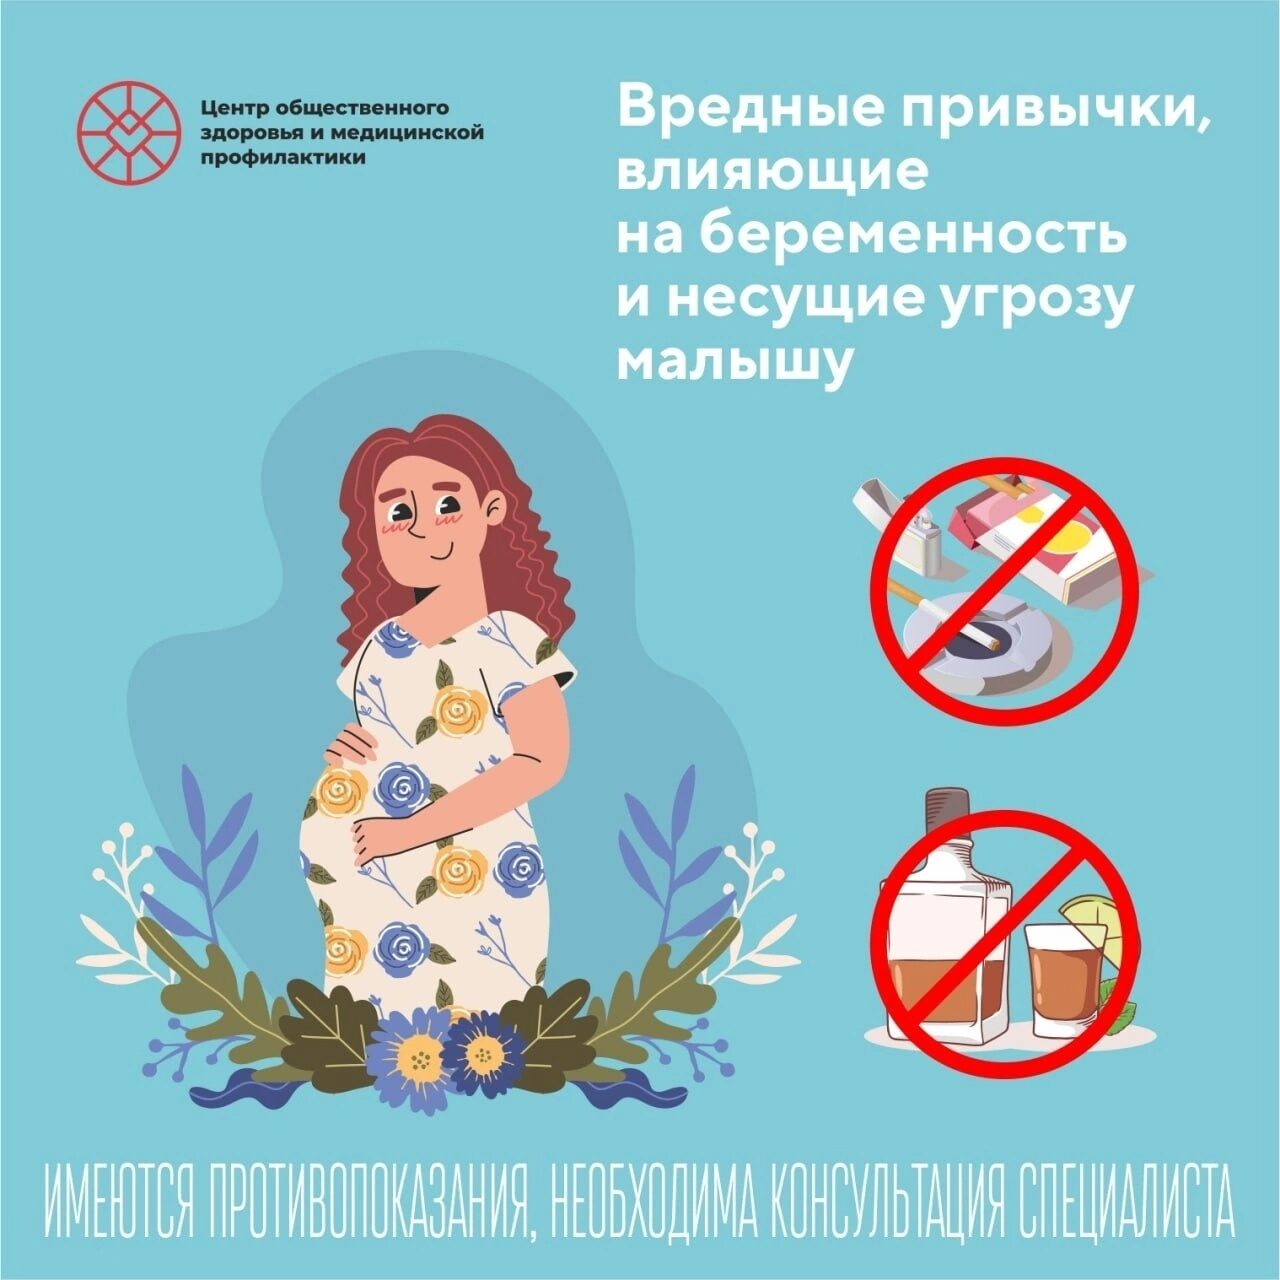 Центр общественного
здоровья и медицинской
профилактики
Вредные привычки,
влияющие
на беременность
и несущие угрозу
малышу
ИМЕЮТСЯ ПРОТИВОПОКАЗАНИЯ, НЕОБХОДИМА КОНСУЛЬТАЦИЯ СПЕЦИАЛИСТА